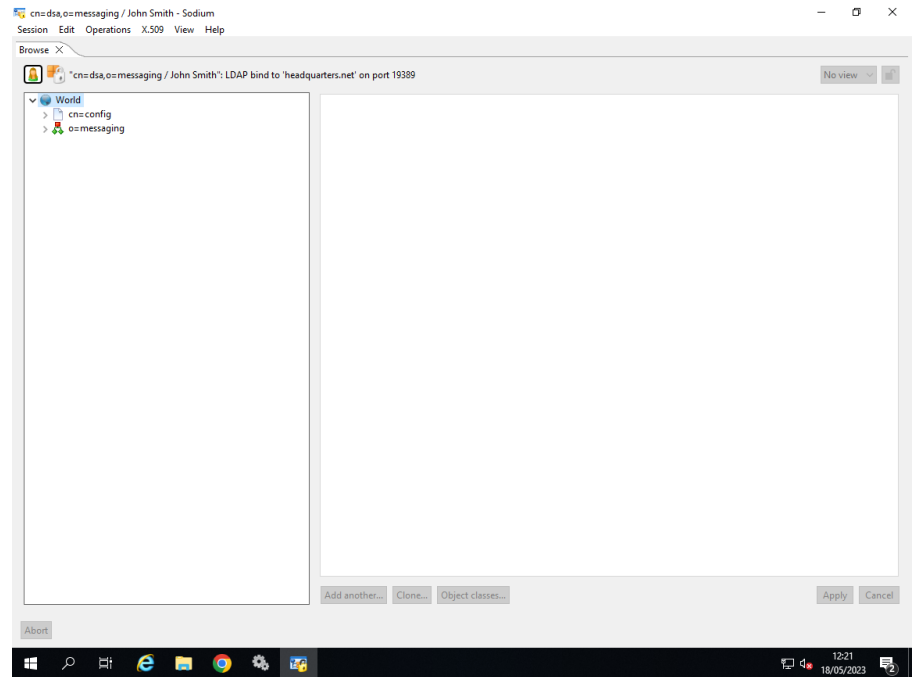 cn=dsa,o=messaging / John Smith - Sodium
Session Edit Operations X.509 View Help
Browse
"cn=dsa,o=messaging / John Smith": LDAP bind to 'headquarters.net' on port 19389
No view
World
cn=config
o=messaging
Add another... Clone... Object classes... Apply Cancel
Abort
12:21
18/05/2023
2